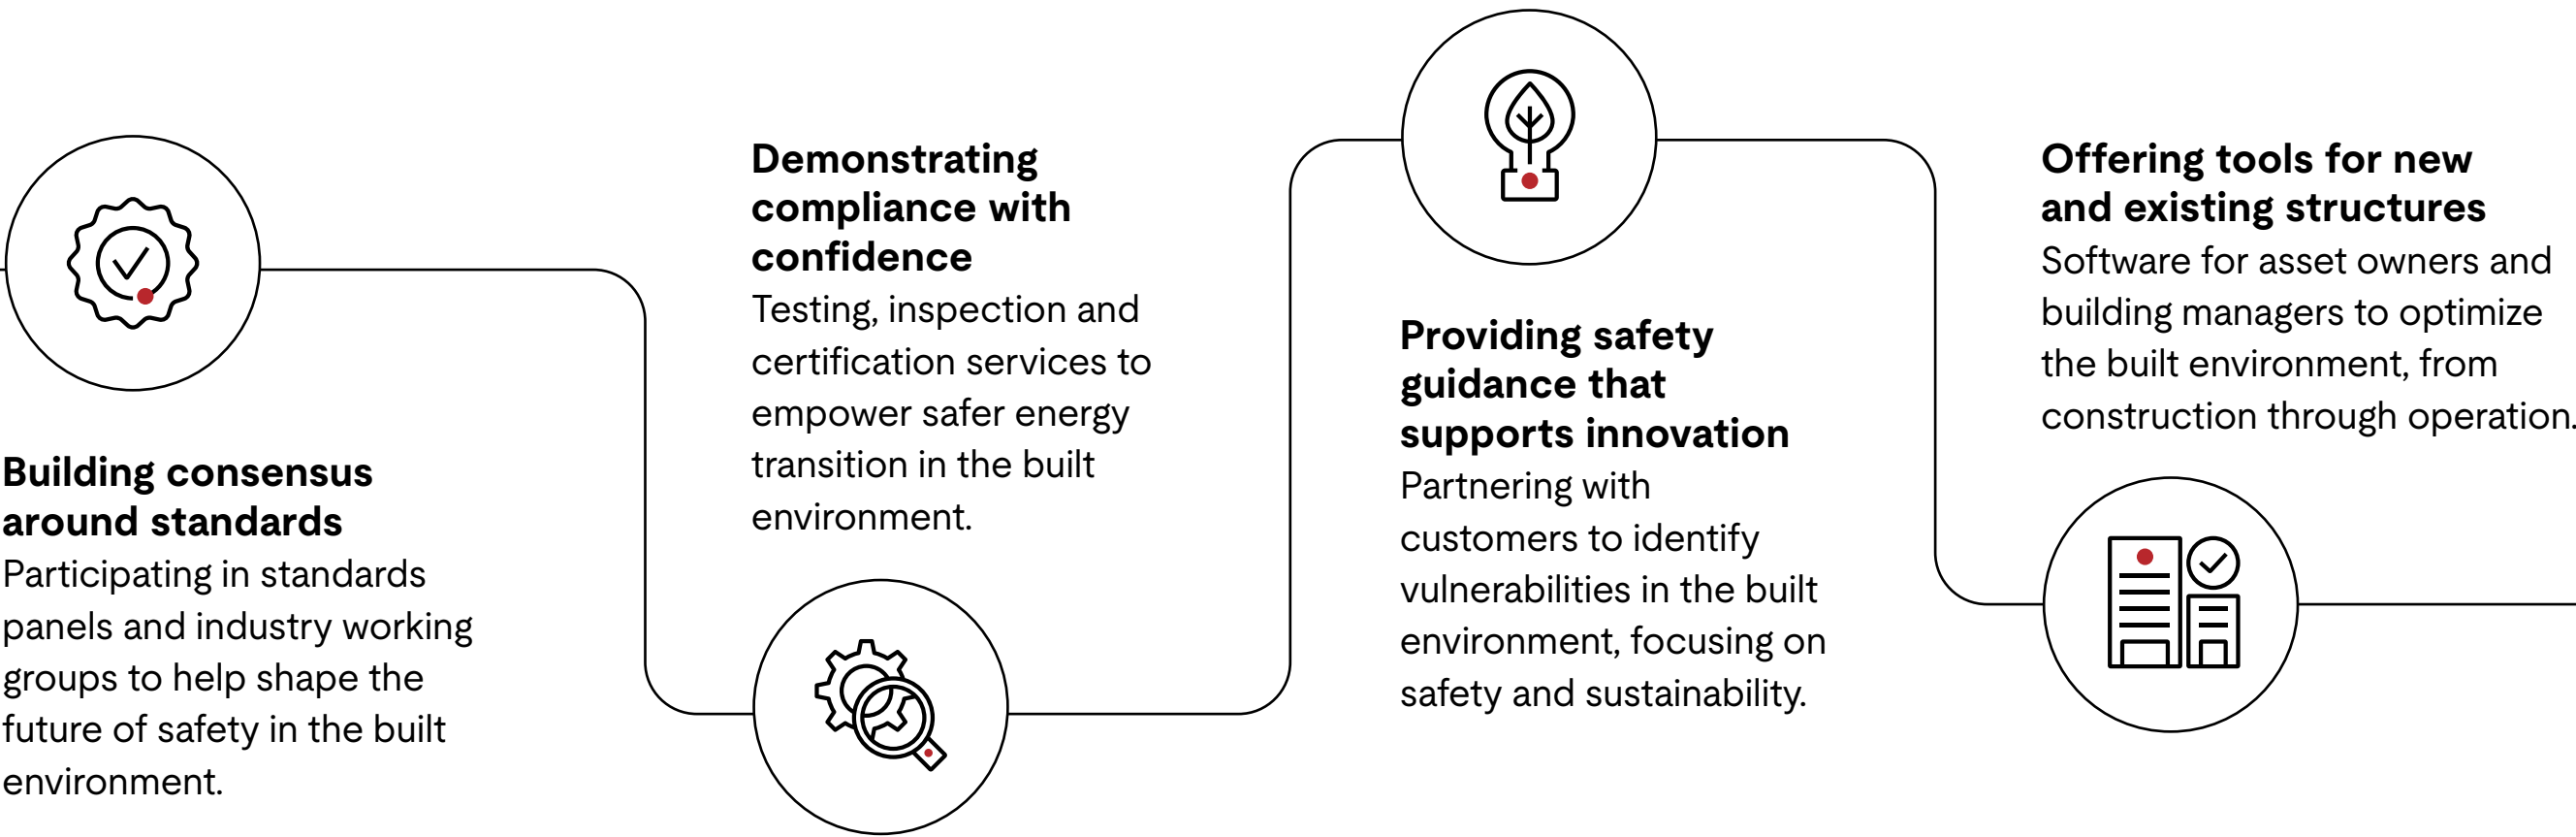 Building consensus
around standards
Participating in standards
panels and industry working
groups to help shape the
future of safety in the built
environment.
Demonstrating
compliance with
confidence
Testing, inspection and
certification services to
empower safer energy
transition in the built
environment.
Providing safety
guidance that
supports innovation
Partnering with
customers to identify
vulnerabilities in the built
environment, focusing on
safety and sustainability.
Offering tools for new
and existing structures
Software for asset owners and
building managers to optimize
the built environment, from
construction through operation.